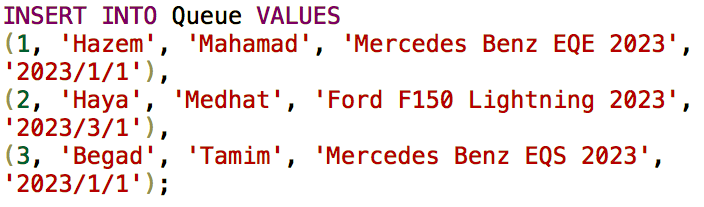 INSERT INTO Queue VALUES
(1, 'Hazem', 'Mahamad', 'Mercedes Benz EQE 2023',
'2023/1/1'),
(2, 'Haya', 'Medhat', 'Ford F150 Lightning 2023',
'2023/3/1'),
(3, 'Begad', 'Tamim', 'Mercedes Benz EQS 2023',
'2023/1/1');